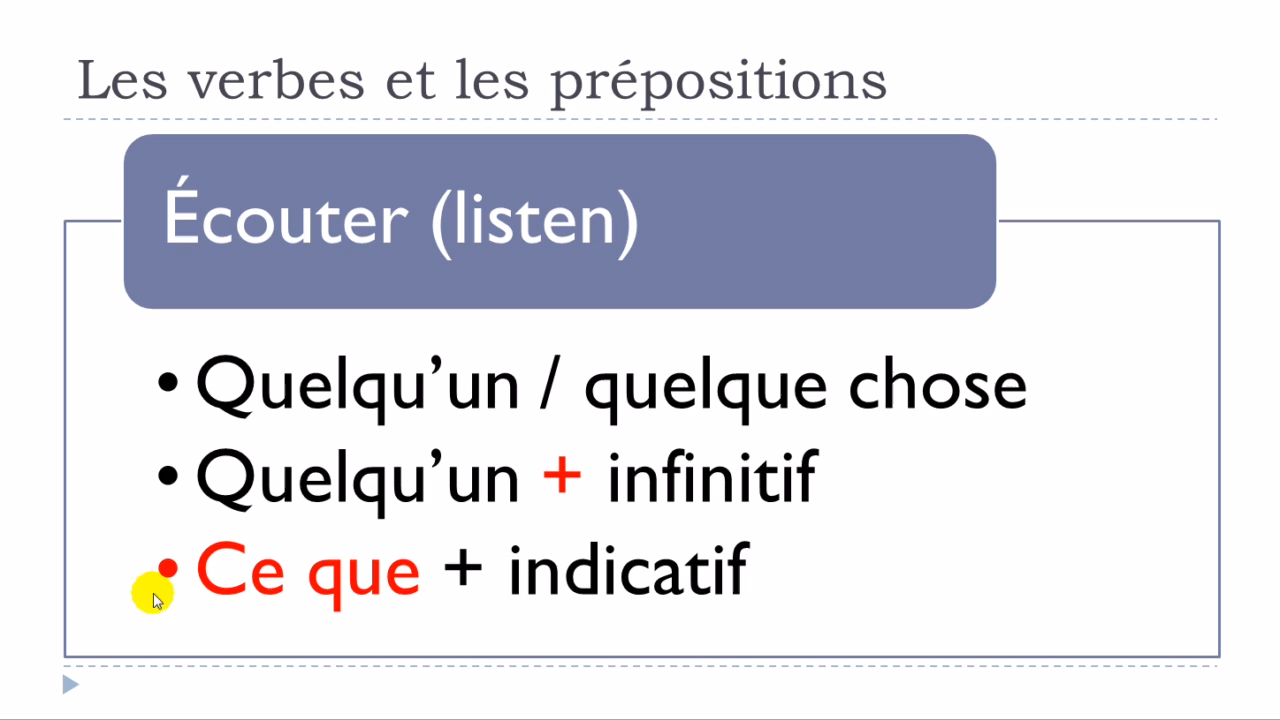 Les verbes et les prépositions
Écouter (listen)
• Quelqu’un / quelque chose
• Quelqu’un + infinitif
• Ce que + indicatif